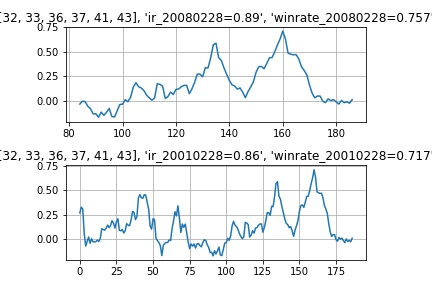 [32, 33, 36, 37, 41, 43], 'ir_20080228=0.89', 'winrate_20080228=0.757'
0.75
0.50
0.25
0.00
80 100 120 140 160 180
[32, 33, 36, 37, 41, 43], 'ir_20010228=0.86', 'winrate_20010228=0.717'
0.75
0.50
0.25
0.00
0 25 50 75 100 125 150 175